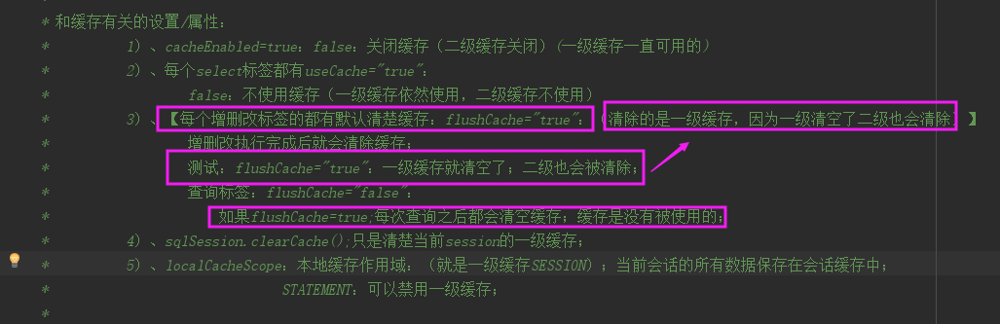 *
* 和缓存有关的设置/属性:
* 1)、cacheEnabled=true: false: 关闭缓存（二级缓存关闭）(一级缓存一直可用的)
* 2)、每个select标签都有useCache="true":
* false: 不使用缓存（一级缓存依然使用，二级缓存不使用）
* 3)、【每个增删改标签的都有默认清楚缓存: flushCache="true": （清除的是一级缓存，因为一级清空了二级也会清除）】
* 增删改执行完成后就会清除缓存;
* 测试: flushCache="true": 一级缓存就清空了; 二级也会被清除;
* 查询标签: flushCache="false":
* 如果flushCache=true;每次查询之后都会清空缓存; 缓存是没有被使用的;
* 4)、sqlSession.clearCache();只是清楚当前session的一级缓存;
* 5)、localCacheScope: 本地缓存作用域: （就是一级缓存SESSION）; 当前会话的所有数据保存在会话缓存中;
* STATEMENT: 可以禁用一级缓存;
*